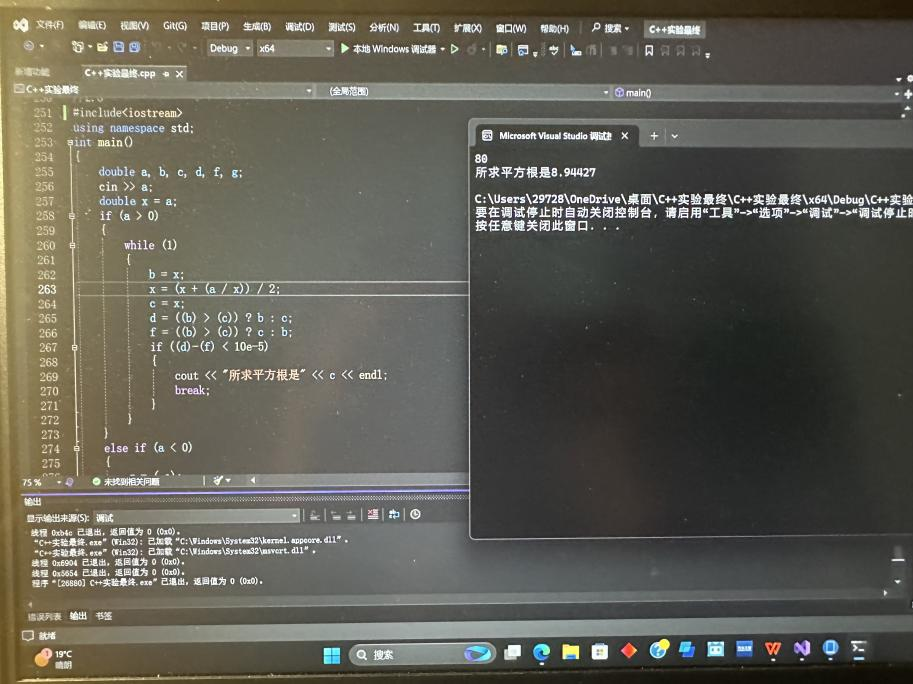 文件(F) 编辑(E) 视图(V) Git(G) 项目(P) 生成(B) 调试(D) 测试(S) 分析(N) 工具(T) 扩展(X) 窗口(W) 帮助(H) 搜索 C++实验最终
Debug x64 本地 Windows 调试器
C++实验最终.cpp
C++实验最终 (全局范围) main()
251 #include<iostream>
252 using namespace std;
253 int main()
254 {
255 double a, b, c, d, f, g;
256 cin >> a;
257 double x = a;
258 if (a > 0)
259 {
260 while (1)
261 {
262 b = x;
263 x = (x + (a / x)) / 2;
264 c = x;
265 d = ((b) > (c)) ? b : c;
266 f = ((b) > (c)) ? c : b;
267 if ((d)-(f) < 10e-5)
268 {
269 cout << "所求平方根是" << c << endl;
270 break;
271 }
272 }
273 }
274 else if (a < 0)
275 {
Microsoft Visual Studio 调试
80
所求平方根是8.94427
C:\Users\29728\OneDrive\桌面\C++实验最终\C++实验最终\x64\Debug\C++实验
要在调试停止时自动关闭控制台，请启用“工具”->“选项”->“调试”->“调试停止时
按任意键关闭此窗口. . .
75 % 未找到相关问题
输出
显示输出来源(S): 调试
线程 0xb4c 已退出，返回值为 0 (0x0)。
“C++实验最终.exe”(Win32): 已加载“C:\Windows\System32\kernel.appcore.dll”。
“C++实验最终.exe”(Win32): 已加载“C:\Windows\System32\msvcrt.dll”。
线程 0x6904 已退出，返回值为 0 (0x0)。
线程 0x5654 已退出，返回值为 0 (0x0)。
程序“[26880] C++实验最终.exe”已退出，返回值为 0 (0x0)。
错误列表 输出 书签
就绪
1 19°C
晴朗
搜索